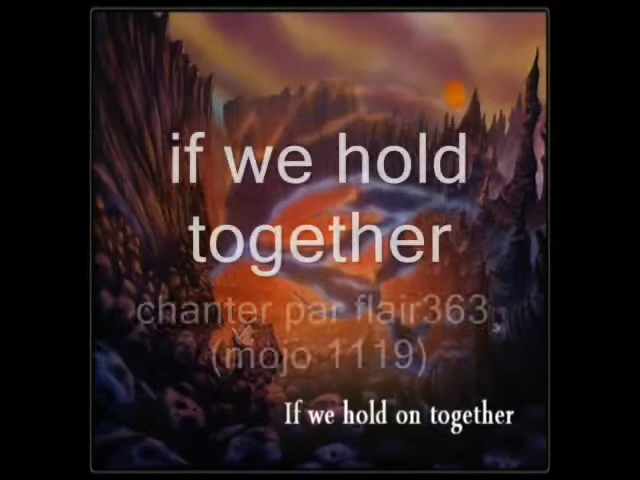 if we hold
together
chanter par flair363
(mojo 1119)
If we hold on together